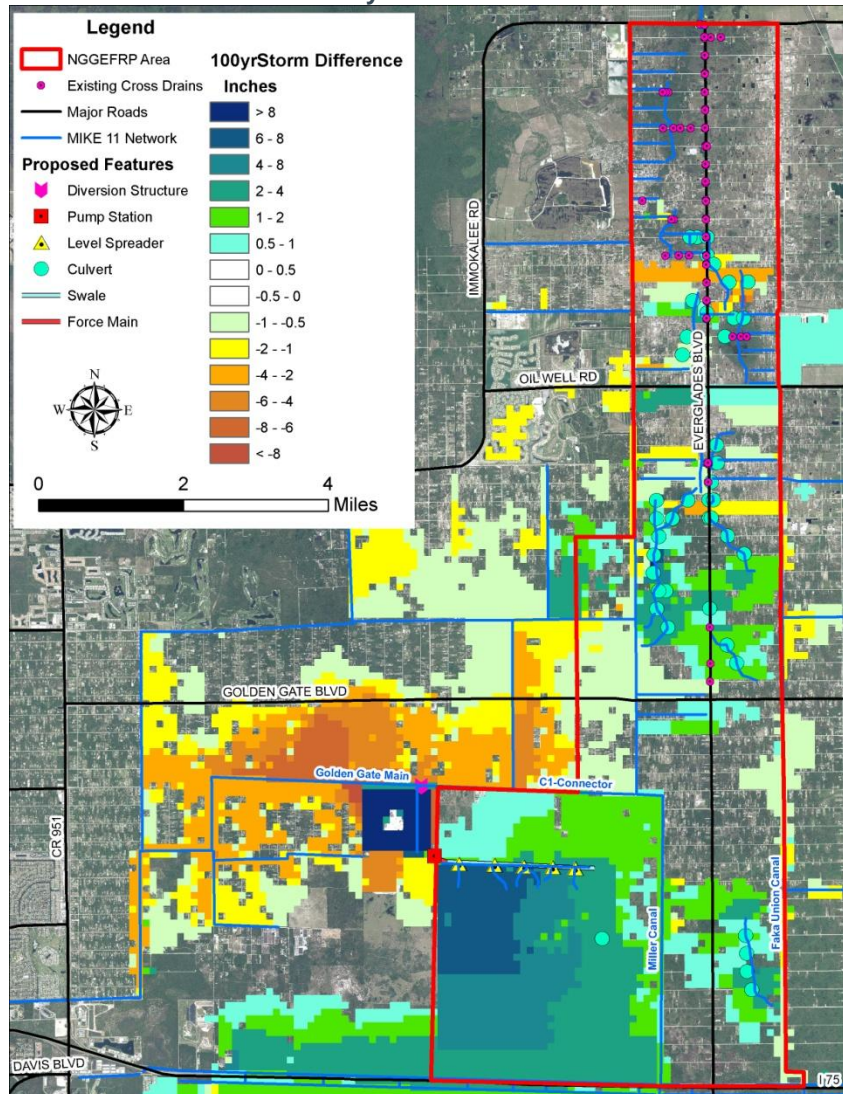 Legend
NGGEFRP Area
Existing Cross Drains
Major Roads
MIKE 11 Network
Proposed Features
Diversion Structure
Pump Station
Level Spreader
Culvert
Swale
Force Main
100yrStorm Difference
Inches
> 8
6 - 8
4 - 8
2 - 4
1 - 2
0.5 - 1
0 - 0.5
-0.5 - 0
-1 - -0.5
-2 - -1
-4 - -2
-6 - -4
-8 - -6
< -8
N
W E
S
0 2 4
Miles
IMMOKALEE RD
OIL WELL RD
EVERGLADES BLVD
GOLDEN GATE BLVD
Golden Gate Main
C1-Connector
CR 951
Miller Canal
Faka Union Canal
DAVIS BLVD
I 75